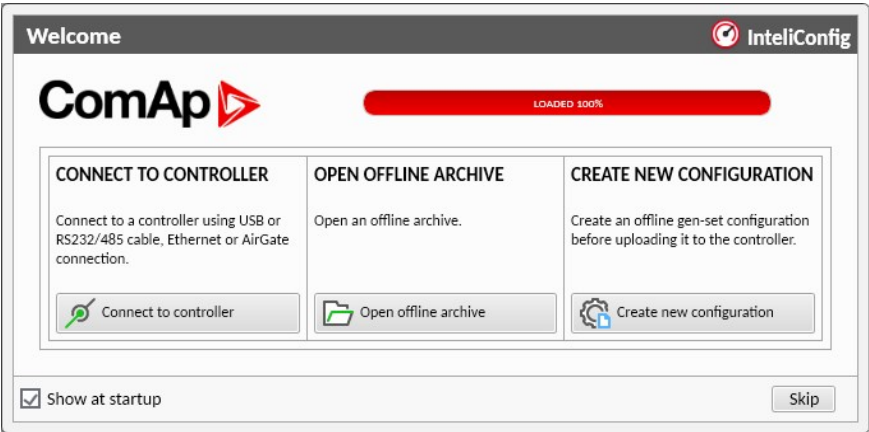 Welcome
InteliConfig
ComAp
LOADED 100%
CONNECT TO CONTROLLER
Connect to a controller using USB or
RS232/485 cable, Ethernet or AirGate
connection.
Connect to controller
OPEN OFFLINE ARCHIVE
Open an offline archive.
Open offline archive
CREATE NEW CONFIGURATION
Create an offline gen-set configuration
before uploading it to the controller.
Create new configuration
Show at startup
Skip